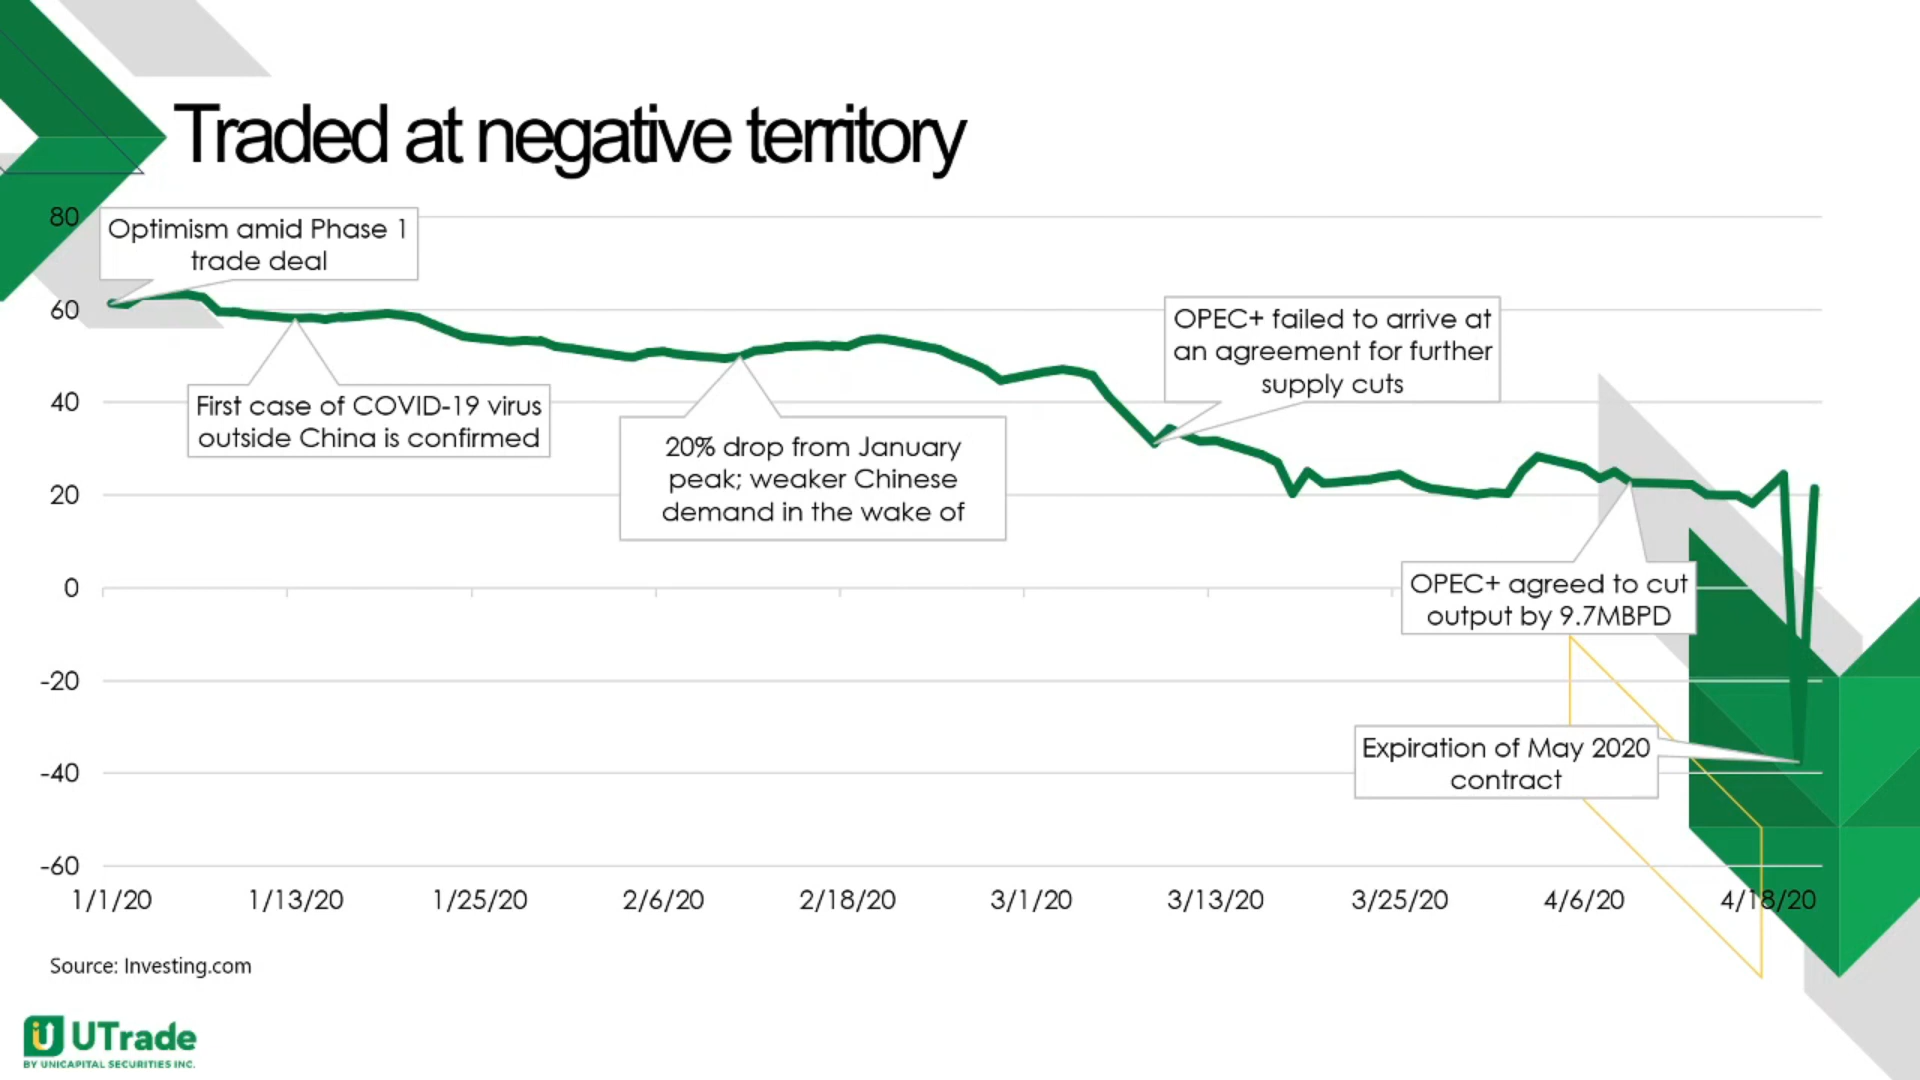 Traded at negative territory
80
Optimism amid Phase 1
trade deal
60
OPEC+ failed to arrive at
an agreement for further
supply cuts
40
First case of COVID-19 virus
outside China is confirmed
20% drop from January
peak; weaker Chinese
demand in the wake of
20
0
OPEC+ agreed to cut
output by 9.7MBPD
-20
Expiration of May 2020
contract
-40
-60
1/1/20 1/13/20 1/25/20 2/6/20 2/18/20 3/1/20 3/13/20 3/25/20 4/6/20 4/18/20
Source: Investing.com
UTrade
BY UNICAPITAL SECURITIES INC.